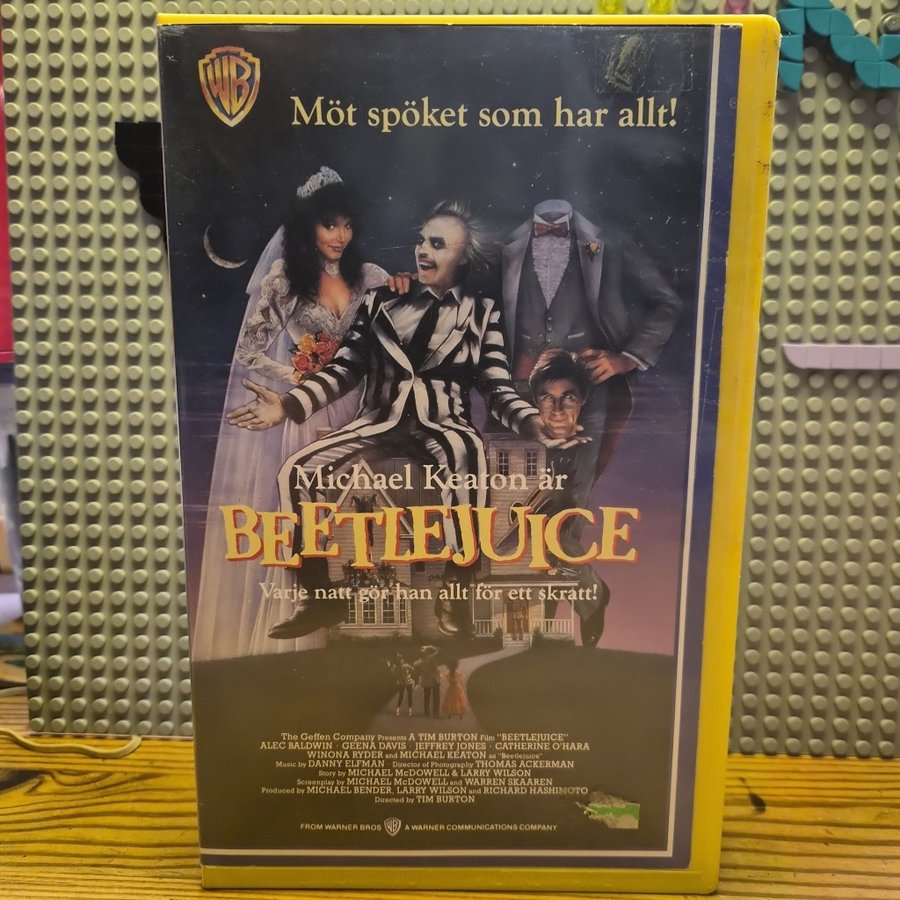 WB
Möt spöket som har allt!
Michael Keaton är
BEETLEJUICE
Varje natt gör han allt för ett skratt!
The Geffen Company Presents A TIM BURTON Film "BEETLEJUICE"
ALEC BALDWIN · GEENA DAVIS · JEFFREY JONES · CATHERINE O'HARA
WINONA RYDER and MICHAEL KEATON as "Beetlejuice"
Music by DANNY ELFMAN Director of Photography THOMAS ACKERMAN
Story by MICHAEL McDOWELL & LARRY WILSON
Screenplay by MICHAEL McDOWELL and WARREN SKAAREN
Produced by MICHAEL BENDER, LARRY WILSON and RICHARD HASHIMOTO
Directed by TIM BURTON
FROM WARNER BROS WB A WARNER COMMUNICATIONS COMPANY